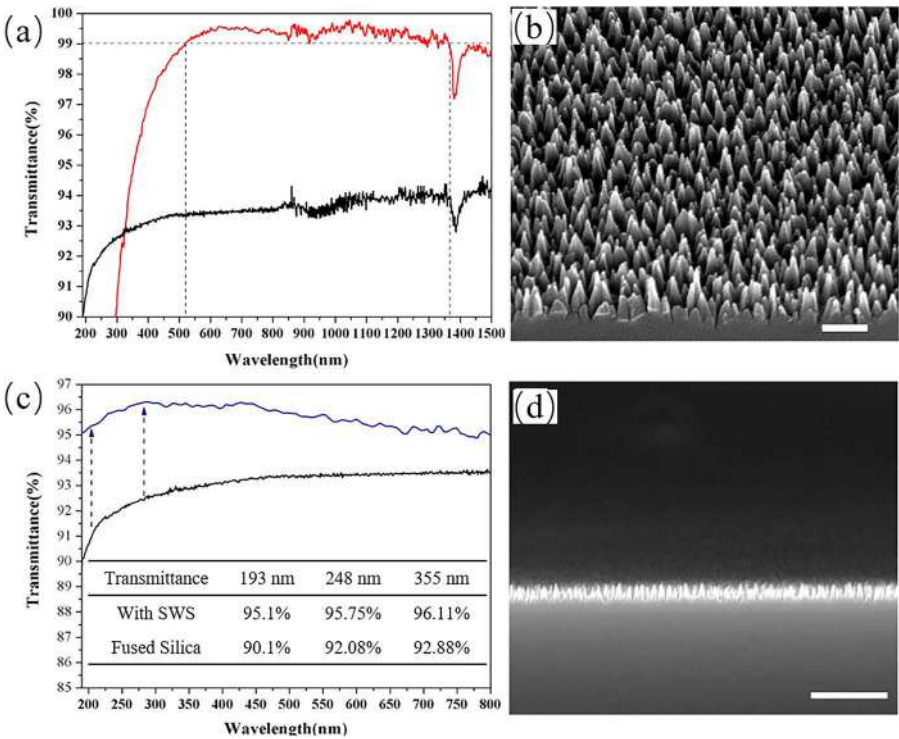 (a)
100
99
98
97
96
95
94
93
92
91
90
Transmittance(%)
200 300 400 500 600 700 800 900 1000 1100 1200 1300 1400 1500
Wavelength(nm)
(b)
(c)
97
96
95
94
93
92
91
90
89
88
87
86
85
Transmittance(%)
Transmittance 193 nm 248 nm 355 nm
With SWS 95.1% 95.75% 96.11%
Fused Silica 90.1% 92.08% 92.88%
200 250 300 350 400 450 500 550 600 650 700 750 800
Wavelength(nm)
(d)